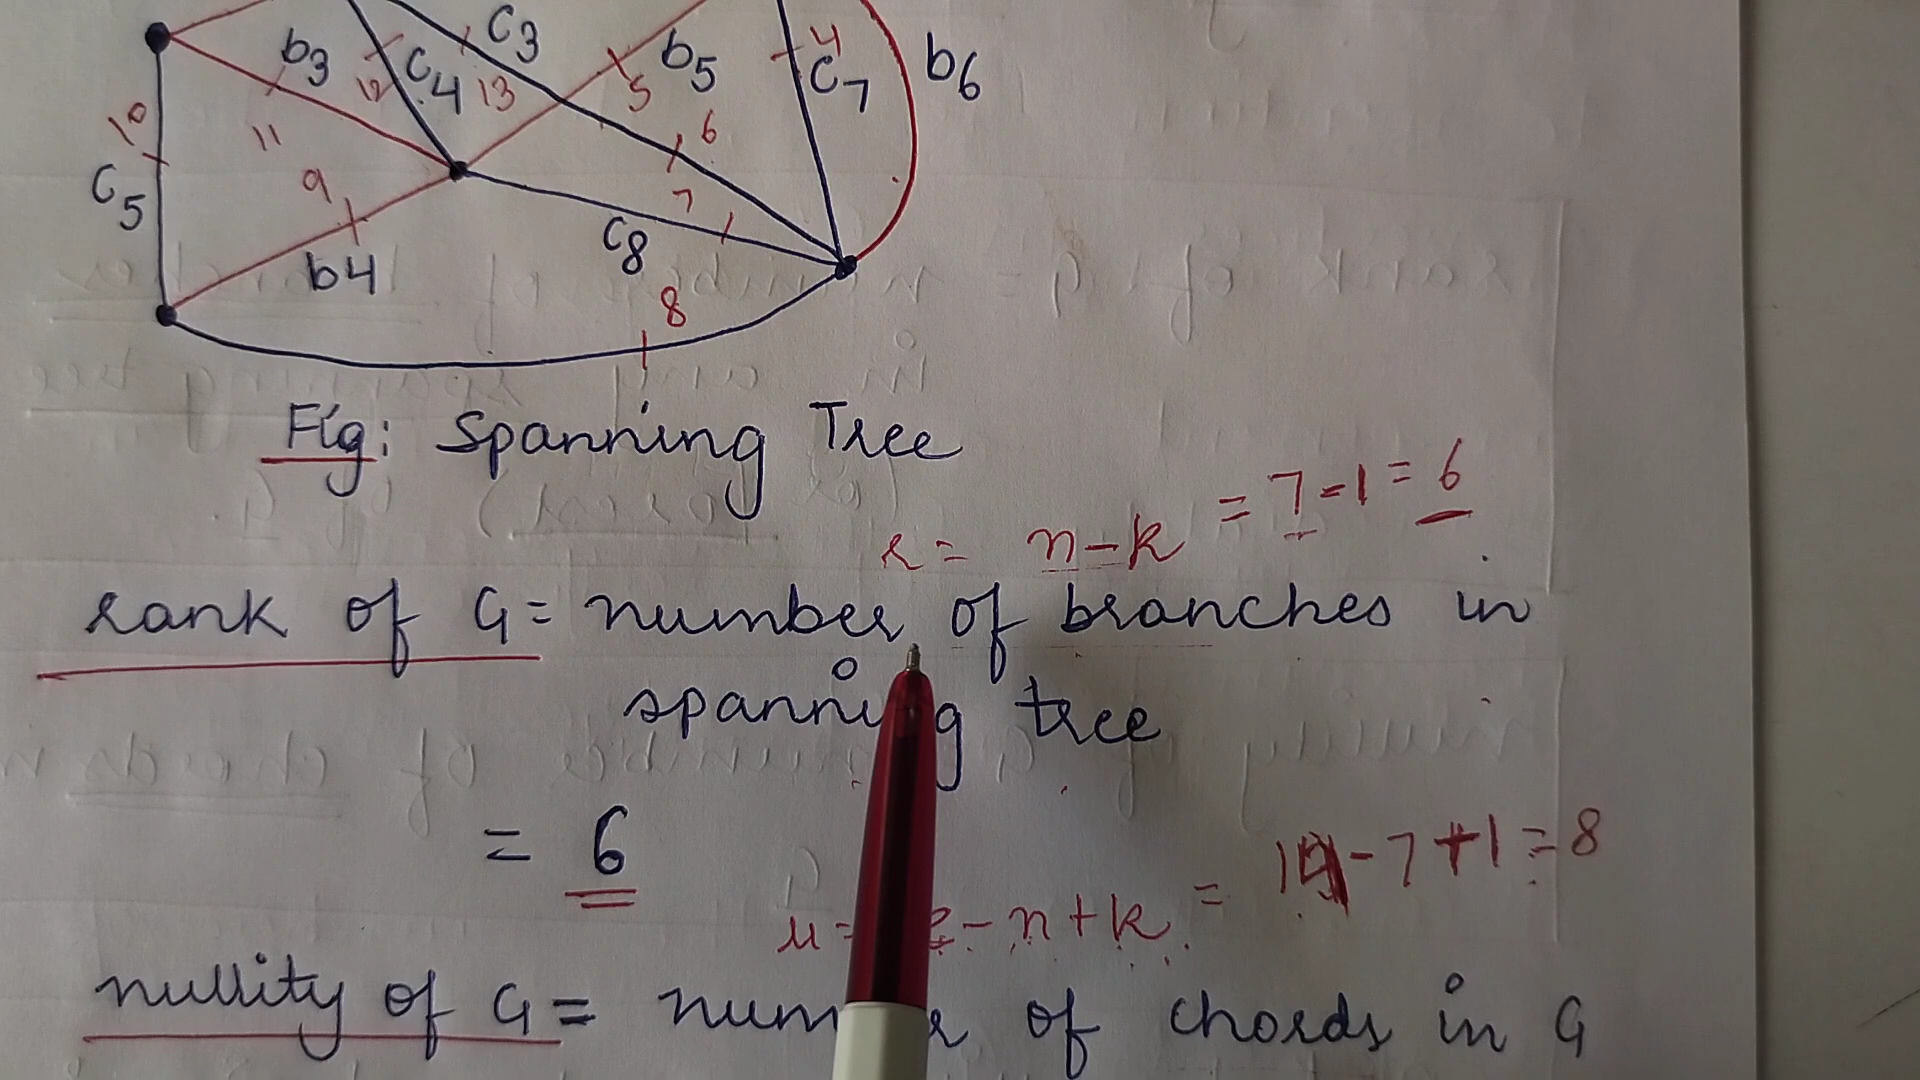 c3
b3 c4 b5 4 c7 b6
10 12 13 5 6
11
9 7
c5 c8
b4 8
Fig: Spanning Tree
r = n-k = 7-1 = 6
rank of G = number of branches in
spanning tree
= 6
μ = e-n+k = 14-7+1 = 8
nullity of G = number of chords in G